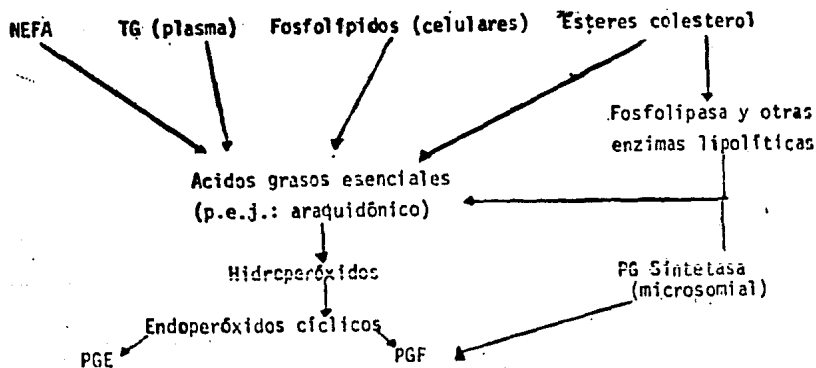 NEFA TG (plasma) Fosfolípidos (celulares) Esteres colesterol
Fosfolipasa y otras
enzimas lipolíticas
Acidos grasos esenciales
(p.e.j.: araquidónico)
Hidroperóxidos
PG Sintetasa
(microsomial)
Endoperóxidos cíclicos
PGE
PGF